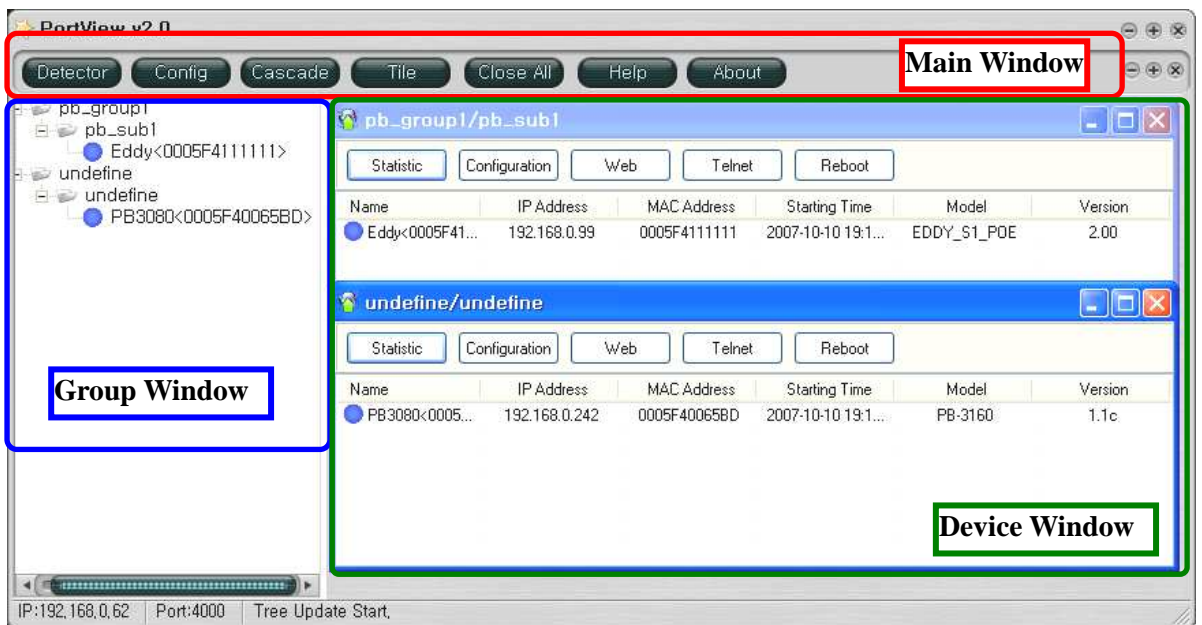 PortView v2.0
Detector Config Cascade Tile Close All Help About
Main Window
pb_group1
pb_sub1
Eddy<0005F4111111>
undefine
undefine
PB3080<0005F40065BD>
Group Window
pb_group1/pb_sub1
Statistic Configuration Web Telnet Reboot
Name IP Address MAC Address Starting Time Model Version
Eddy<0005F41... 192.168.0.99 0005F4111111 2007-10-10 19:1... EDDY_S1_POE 2.00
undefine/undefine
Statistic Configuration Web Telnet Reboot
Name IP Address MAC Address Starting Time Model Version
PB3080<0005... 192.168.0.242 0005F40065BD 2007-10-10 19:1... PB-3160 1.1c
Device Window
IP:192,168,0,62 Port:4000 Tree Update Start,